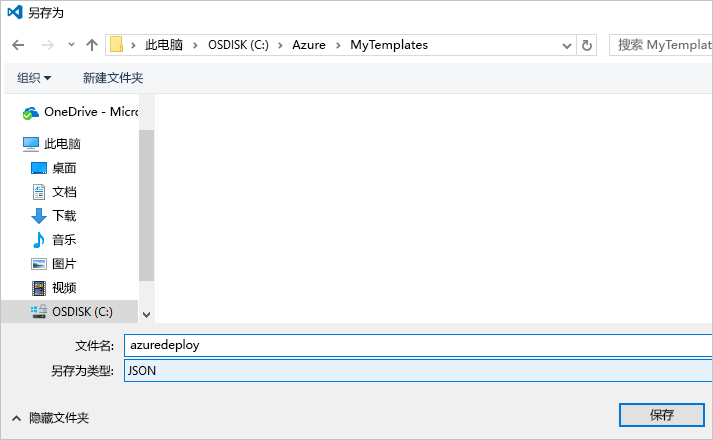 另存为
此电脑 › OSDISK (C:) › Azure › MyTemplates
搜索 MyTemplat
组织 新建文件夹
OneDrive - Micro
此电脑
桌面
文档
下载
音乐
图片
视频
OSDISK (C:)
文件名: azuredeploy
另存为类型: JSON
隐藏文件夹
保存